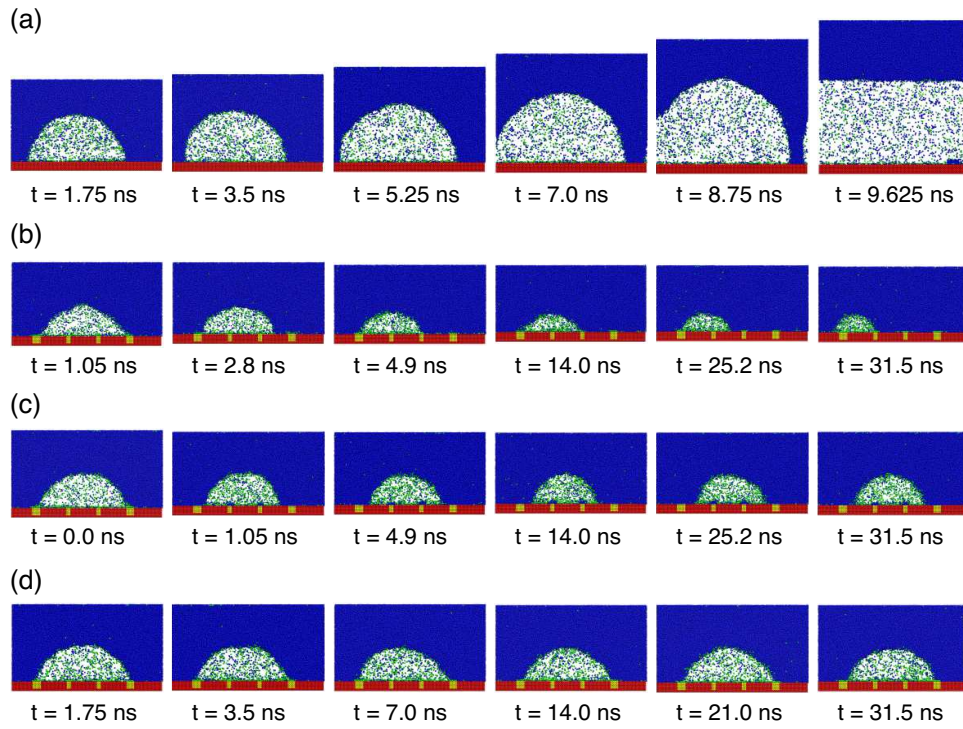 (a)
t = 1.75 ns t = 3.5 ns t = 5.25 ns t = 7.0 ns t = 8.75 ns t = 9.625 ns
(b)
t = 1.05 ns t = 2.8 ns t = 4.9 ns t = 14.0 ns t = 25.2 ns t = 31.5 ns
(c)
t = 0.0 ns t = 1.05 ns t = 4.9 ns t = 14.0 ns t = 25.2 ns t = 31.5 ns
(d)
t = 1.75 ns t = 3.5 ns t = 7.0 ns t = 14.0 ns t = 21.0 ns t = 31.5 ns